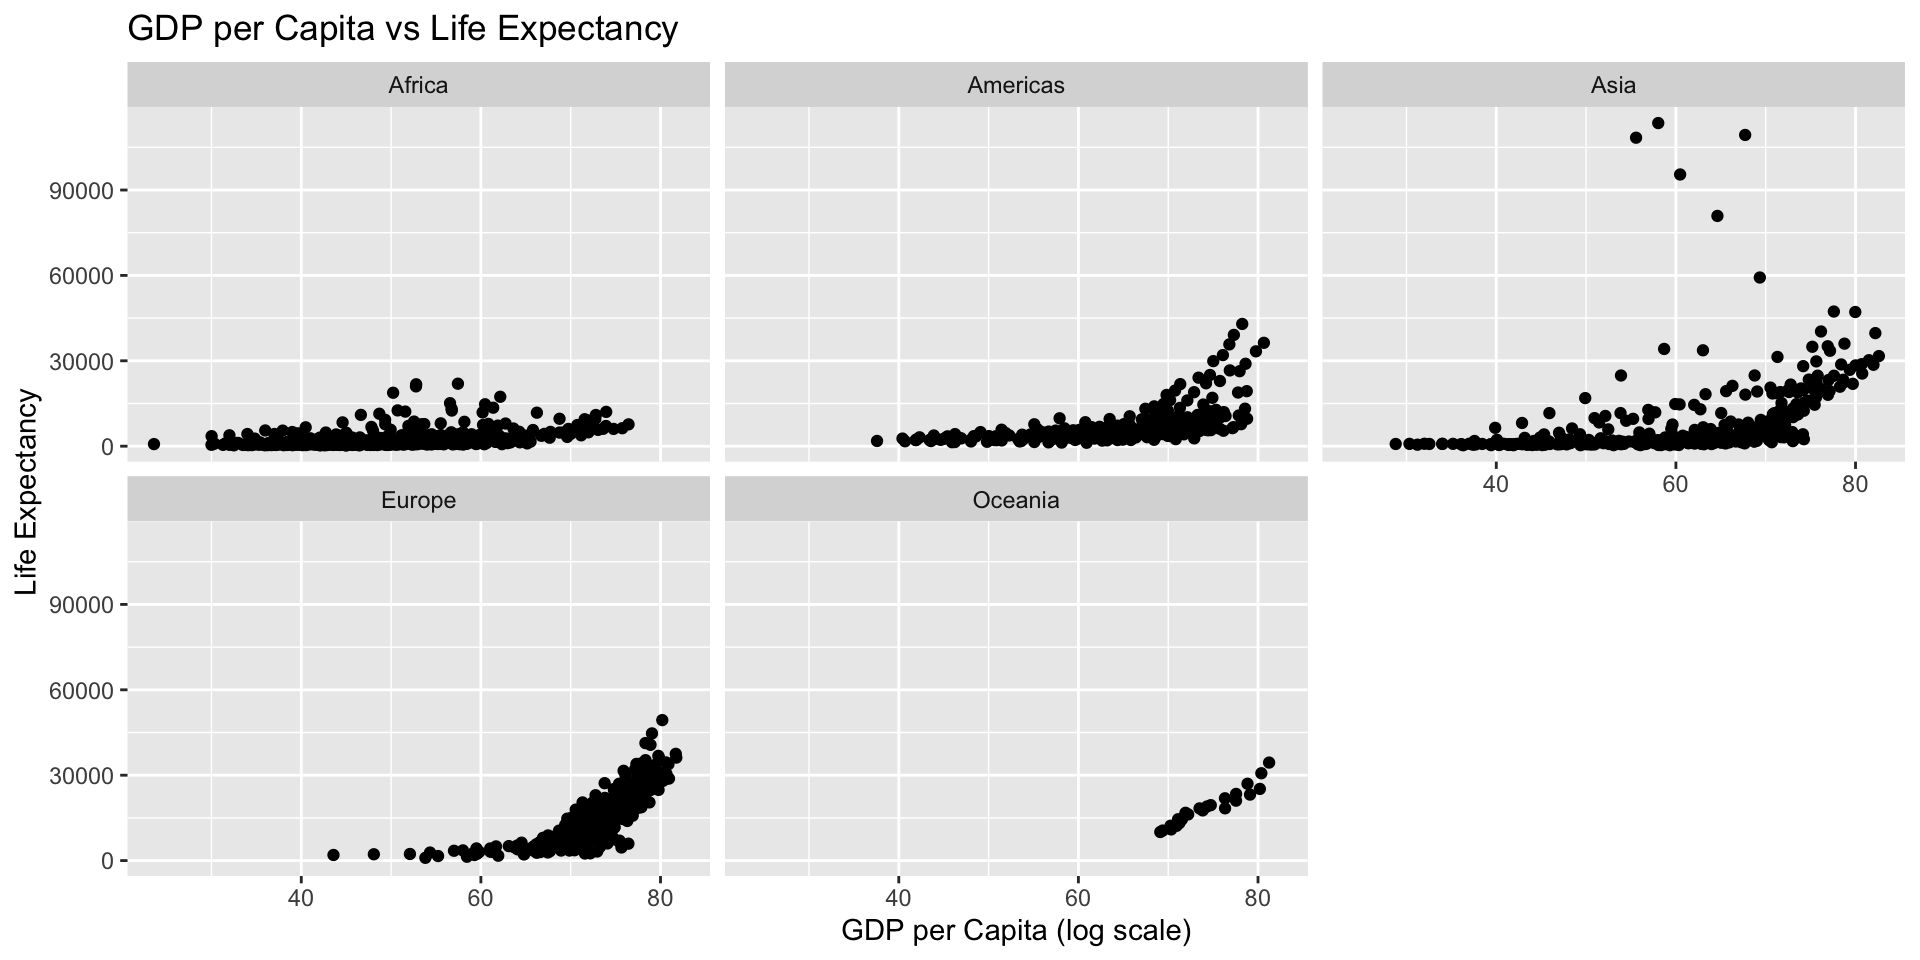 GDP per Capita vs Life Expectancy
Africa
Americas
Asia
90000
60000
30000
0
40
60
80
Life Expectancy
Europe
Oceania
90000
60000
30000
0
40
60
80
40
60
80
GDP per Capita (log scale)